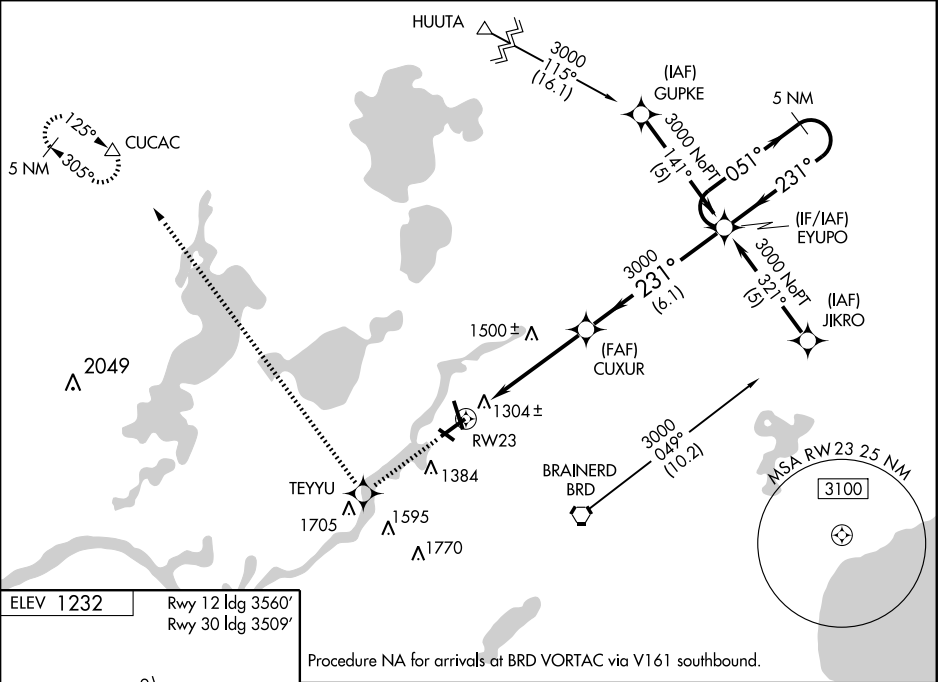 HUUTA
3000
115°
(16.1)
(IAF)
GUPKE
5 NM
125°
CUCAC
5 NM
305°
3000 NoPT
141°
(5)
051°
231°
(IF/IAF)
EYUPO
3000
231°
(6.1)
3000 NoPT
321°
(5)
(IAF)
JIKRO
1500 ±
(FAF)
CUXUR
2049
1304 ±
RW23
3000
049°
(10.2)
1384
BRAINERD
BRD
TEYYU
1705
1595
1770
MSA RW 23 25 NM
3100
ELEV 1232
Rwy 12 ldg 3560'
Rwy 30 ldg 3509'
Procedure NA for arrivals at BRD VORTAC via V161 southbound.